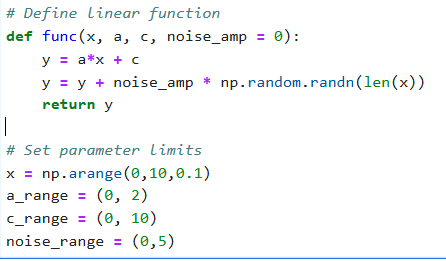 # Define linear function
def func(x, a, c, noise_amp = 0):
    y = a*x + c
    y = y + noise_amp * np.random.randn(len(x))
    return y

# Set parameter limits
x = np.arange(0,10,0.1)
a_range = (0, 2)
c_range = (0, 10)
noise_range = (0,5)